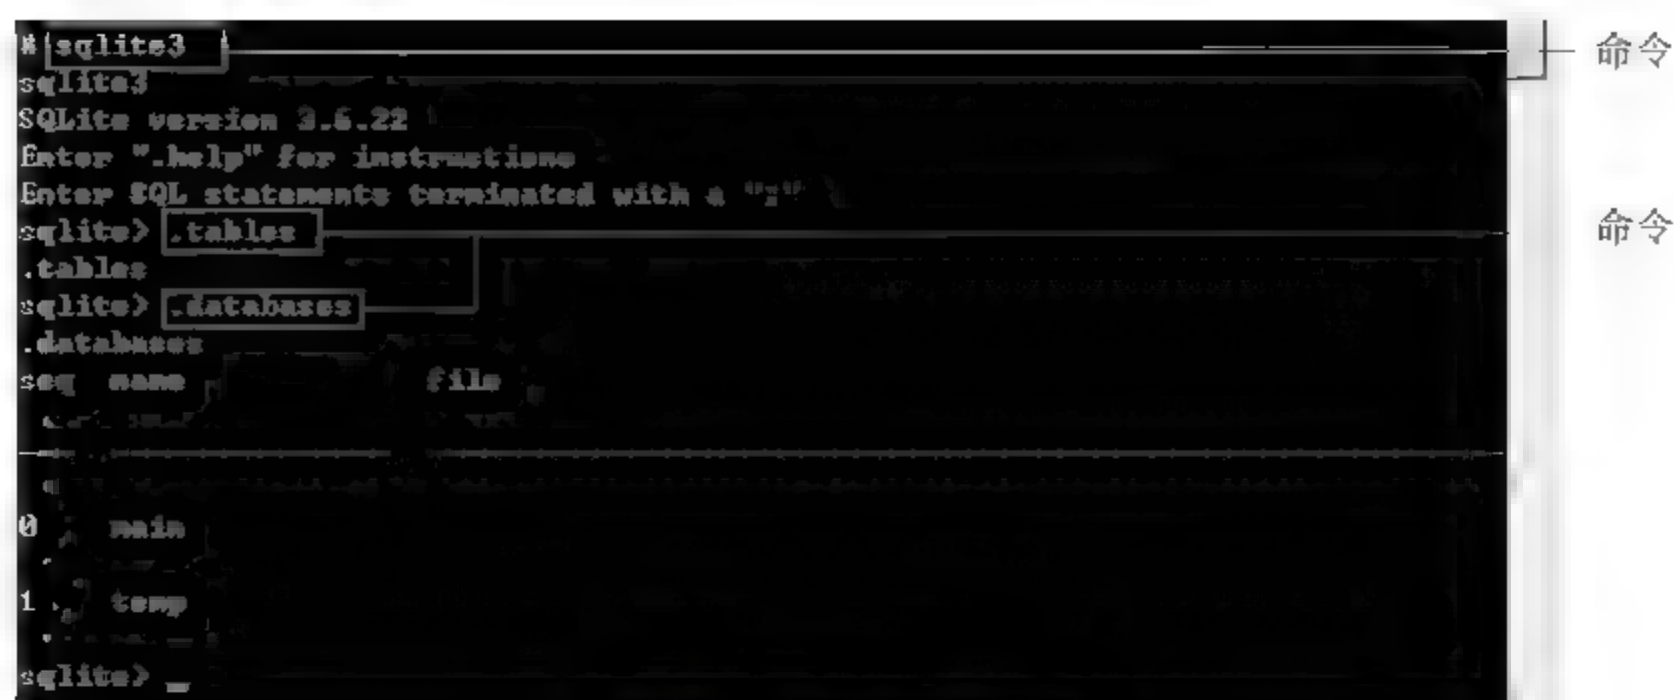 # sqlite3 命令
sqlite3
SQLite version 3.6.22
Enter ".help" for instructions
Enter SQL statements terminated with a ";"
sqlite> .tables 命令
.tables
sqlite> .databases
.databases
seq name file
0 main
1 temp
sqlite> _